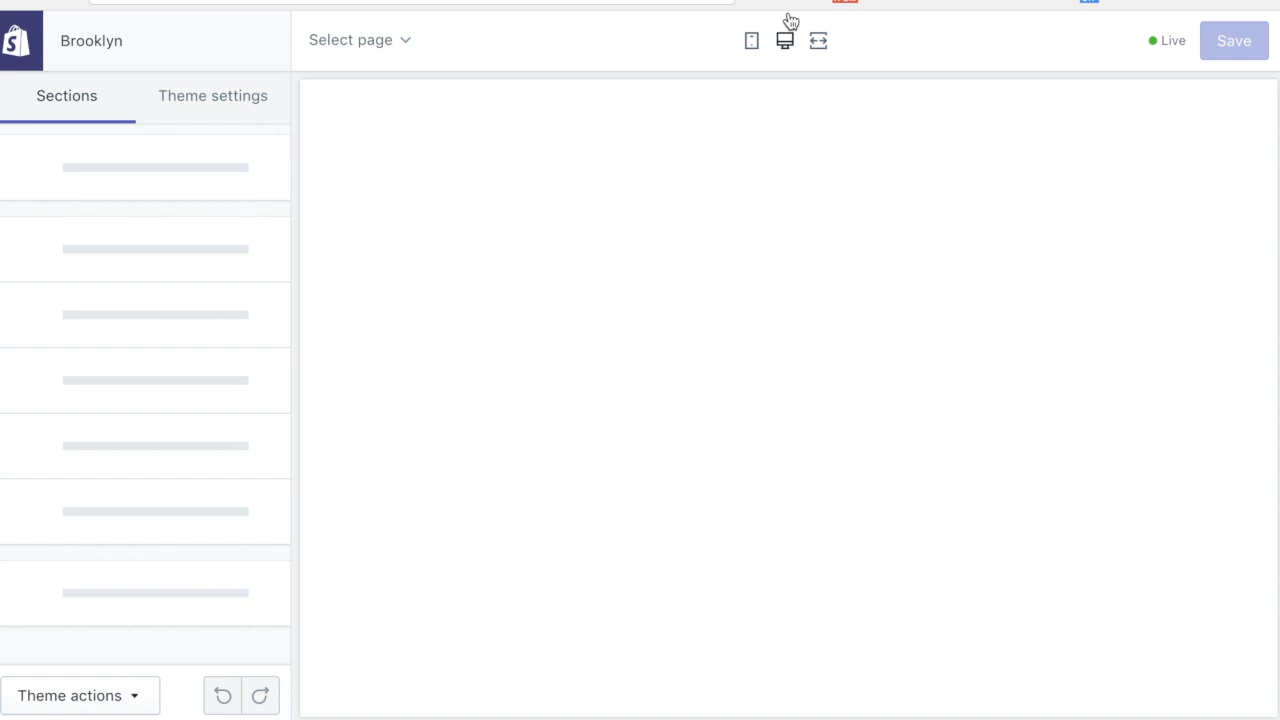 Brooklyn
Select page
Live
Save
Sections
Theme settings
Theme actions